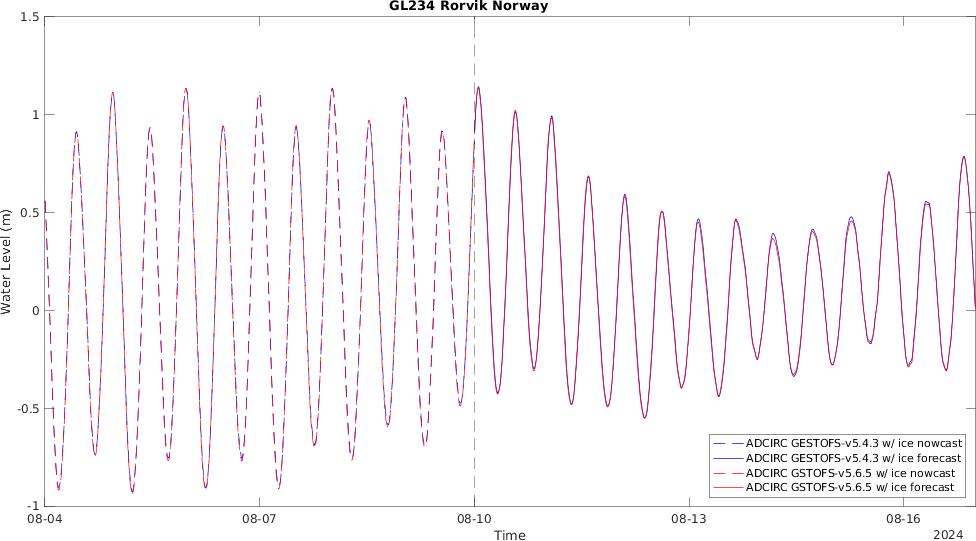 GL234 Rorvik Norway
1.5
1
0.5
0
-0.5
-1
Water Level (m)
08-04
08-07
08-10
08-13
08-16
Time
2024
ADCIRC GESTOFS-v5.4.3 w/ ice nowcast
ADCIRC GESTOFS-v5.4.3 w/ ice forecast
ADCIRC GSTOFS-v5.6.5 w/ ice nowcast
ADCIRC GSTOFS-v5.6.5 w/ ice forecast